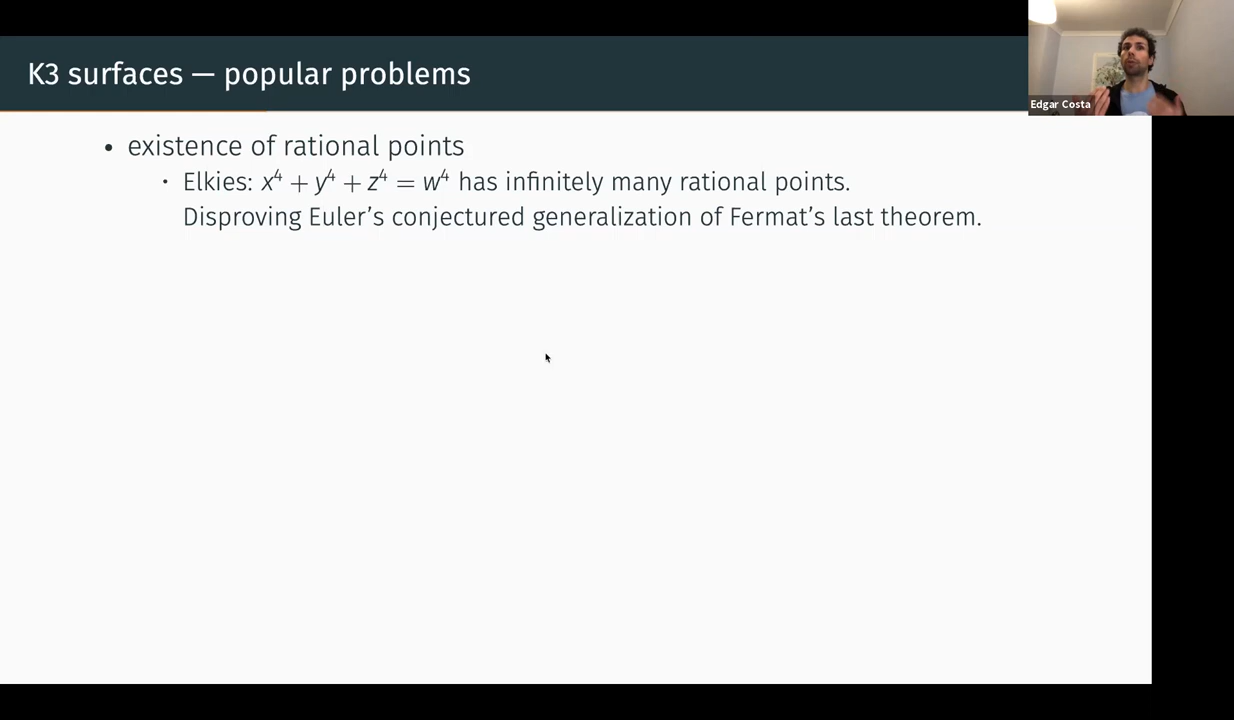 K3 surfaces — popular problems
Edgar Costa
• existence of rational points
• Elkies: x⁴ + y⁴ + z⁴ = w⁴ has infinitely many rational points.
Disproving Euler’s conjectured generalization of Fermat’s last theorem.